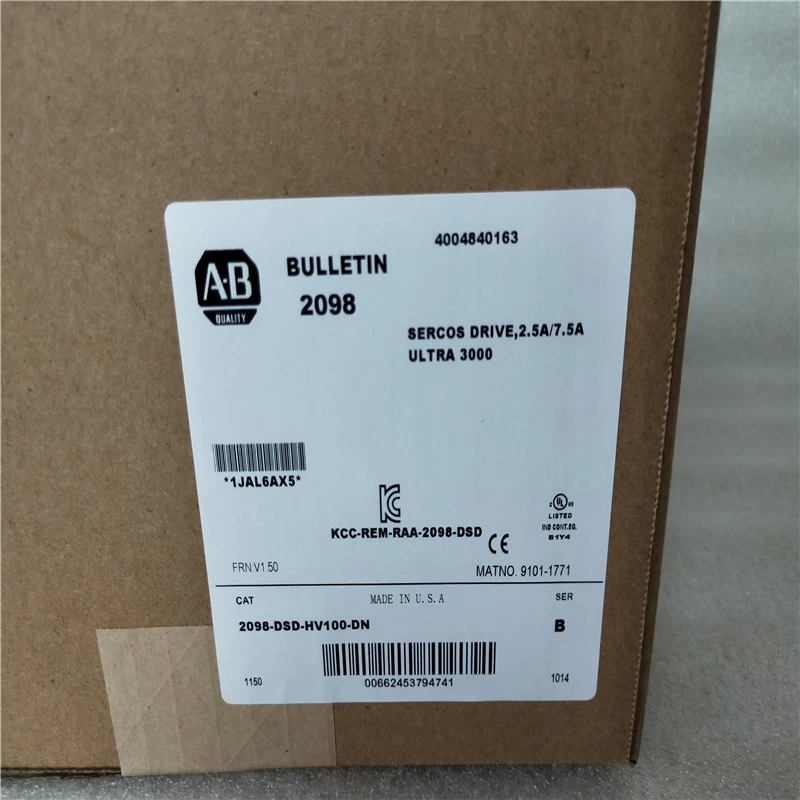 4004840163
A·B
QUALITY
BULLETIN
2098
SERCOS DRIVE,2.5A/7.5A
ULTRA 3000
*1JAL6AX5*
KCC-REM-RAA-2098-DSD
CE
c UL us
LISTED
IND CONT.EQ.
B1Y4
FRN.V1.50
MATNO. 9101-1771
CAT
MADE IN U.S.A
SER
2098-DSD-HV100-DN
B
1150
00662453794741
1014